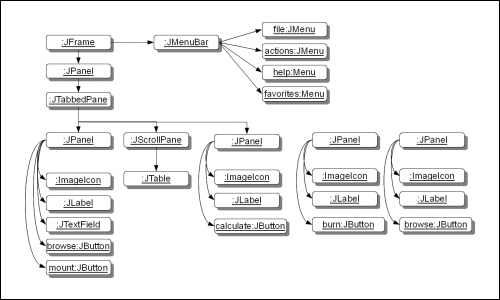 file:JMenu
:JFrame
:JMenuBar
actions:JMenu
:JPanel
help:Menu
favorites:Menu
:JTabbedPane
:JPanel
:JScrollPane
:JPanel
:JPanel
:JPanel
:ImageIcon
:JTable
:ImageIcon
:ImageIcon
:ImageIcon
:JLabel
:JLabel
:JLabel
:JLabel
:JTextField
calculate:JButton
burn:JButton
browse:JButton
browse:JButton
mount:JButton